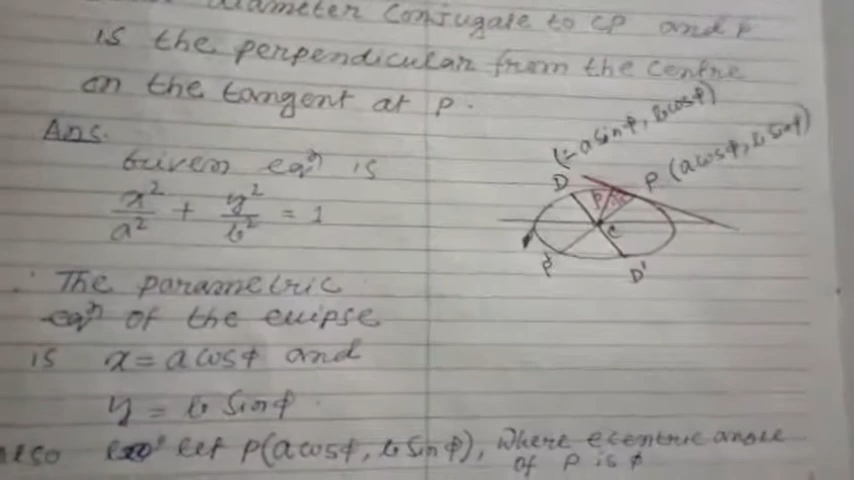 diameter conjugate to CP and P
is the perpendicular from the centre
on the tangent at P.
Ans.
Given eqⁿ is
x²/a² + y²/b² = 1
(-a sinφ, b cosφ)
P (a cosφ, b sinφ)
D
P
C
P'
D'
∴ The parametric
eqⁿ of the ellipse
is x = a cosφ and
y = b sinφ.
Also let P(a cosφ, b sinφ), where ecentric angle
of P is φ